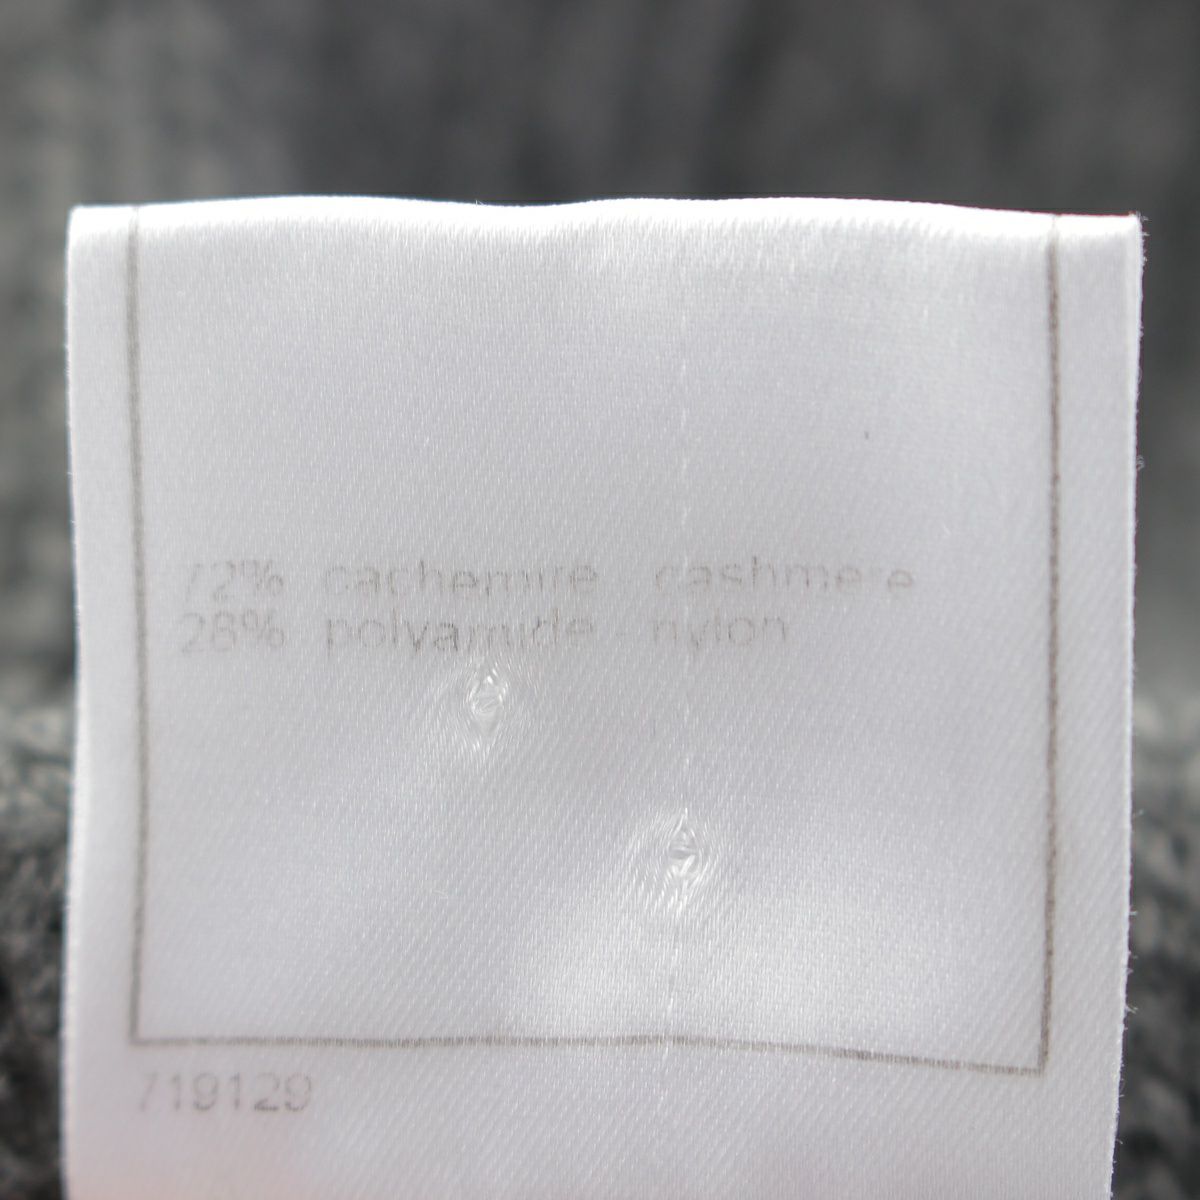 72% cachemire cashmere
28% polyamide nylon
719129